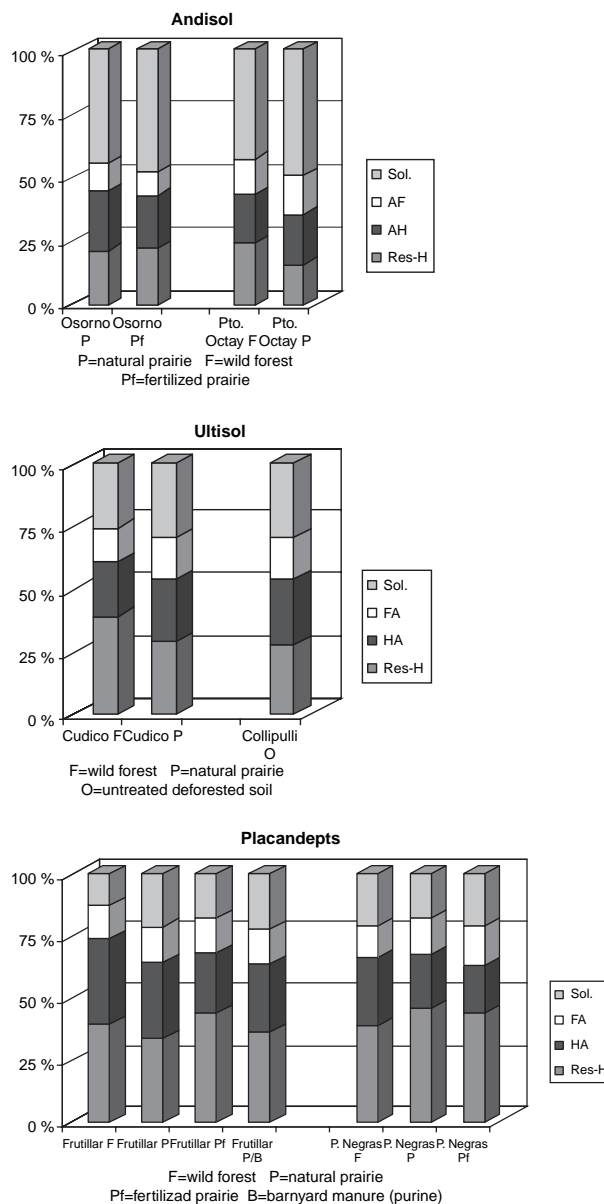 Andisol
100 %
75 %
50 %
25 %
0 %
Sol.
AF
AH
Res-H
Osorno Osorno Pto. Pto.
P Pf Octay F Octay P
P=natural prairie F=wild forest
Pf=fertilized prairie
Ultisol
100 %
75 %
50 %
25 %
0 %
Sol.
FA
HA
Res-H
Cudico F Cudico P Collipulli
O
F=wild forest P=natural prairie
O=untreated deforested soil
Placandepts
100 %
75 %
50 %
25 %
0 %
Sol.
FA
HA
Res-H
Frutillar F Frutillar P Frutillar Pf Frutillar P. Negras P. Negras P. Negras
P/B F P Pf
F=wild forest P=natural prairie
Pf=fertilizad prairie B=barnyard manure (purine)